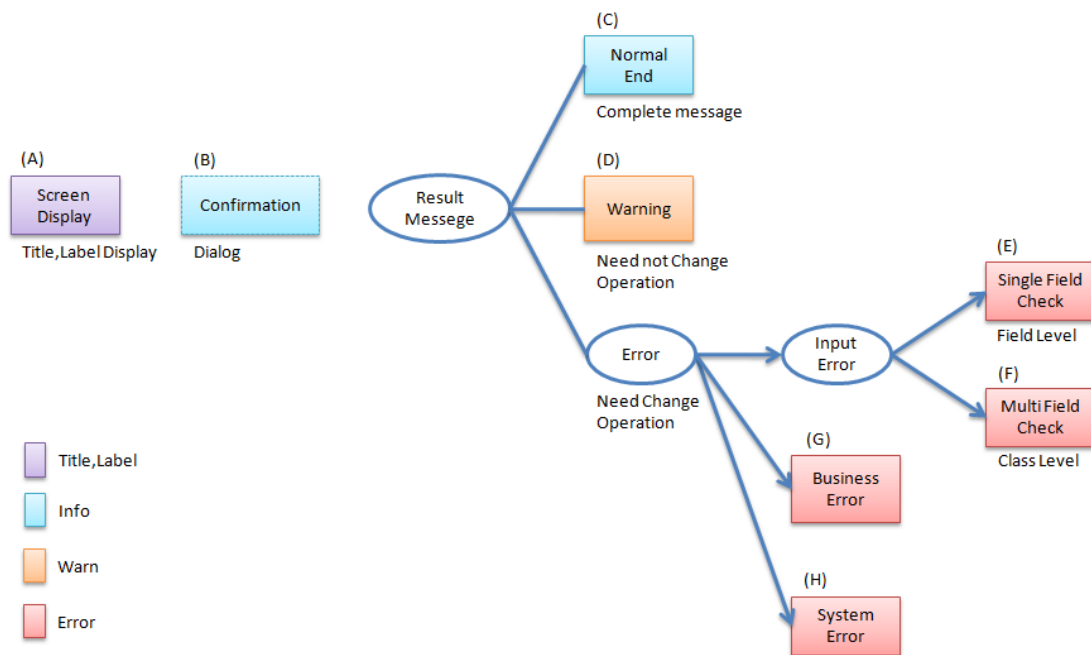 (A)
Screen
Display
Title,Label Display
(B)
Confirmation
Dialog
Result
Messege
(C)
Normal
End
Complete message
(D)
Warning
Need not Change
Operation
Error
Need Change
Operation
Input
Error
(E)
Single Field
Check
Field Level
(F)
Multi Field
Check
Class Level
(G)
Business
Error
(H)
System
Error
Title,Label
Info
Warn
Error